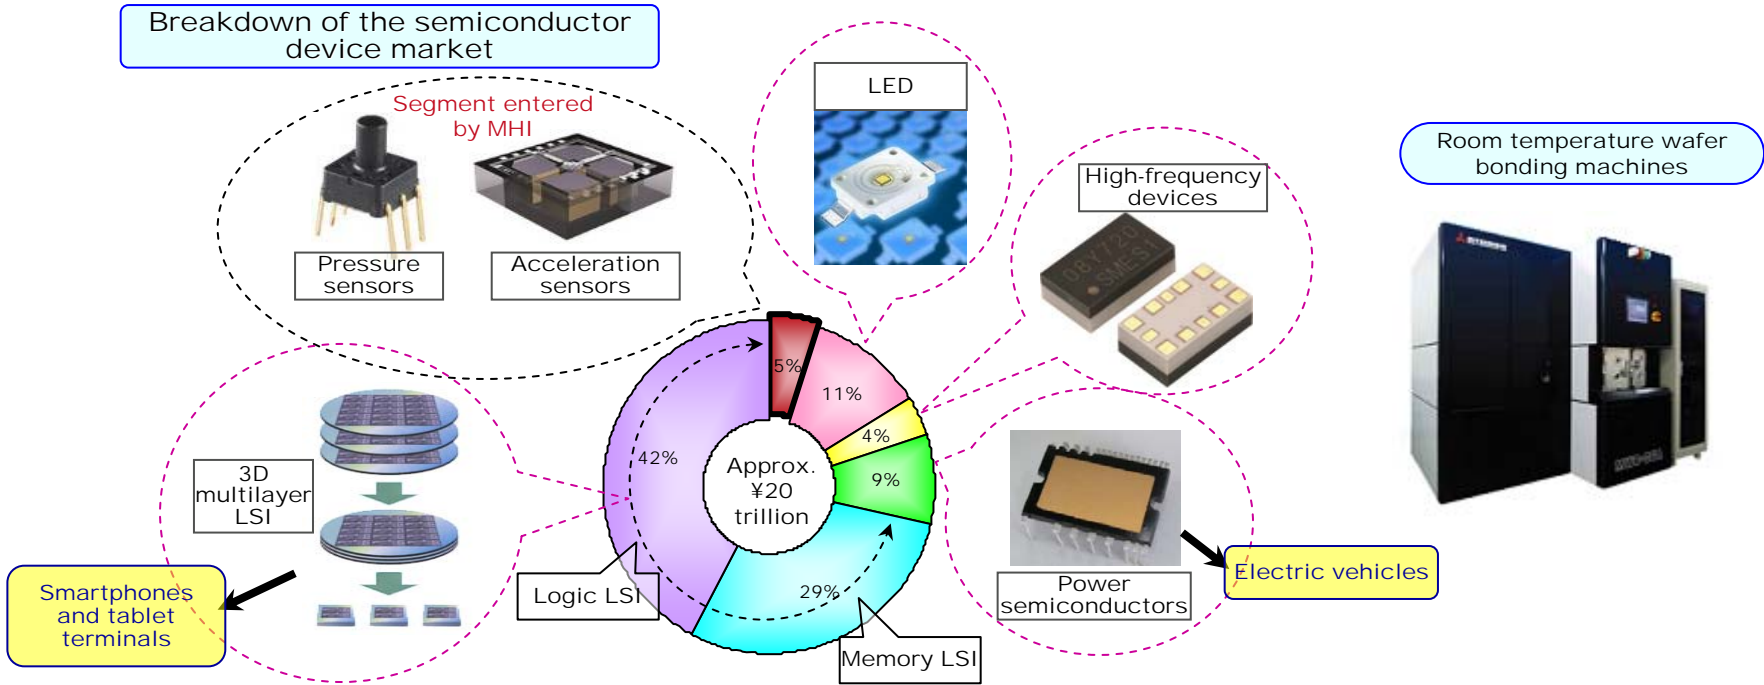 Breakdown of the semiconductor
device market
Segment entered
by MHI
Pressure
sensors
Acceleration
sensors
LED
High-frequency
devices
08Y720
SMES1
Room temperature wafer
bonding machines
5%
11%
4%
9%
29%
42%
Approx.
¥20
trillion
3D
multilayer
LSI
Logic LSI
Memory LSI
Power
semiconductors
Electric vehicles
Smartphones
and tablet
terminals